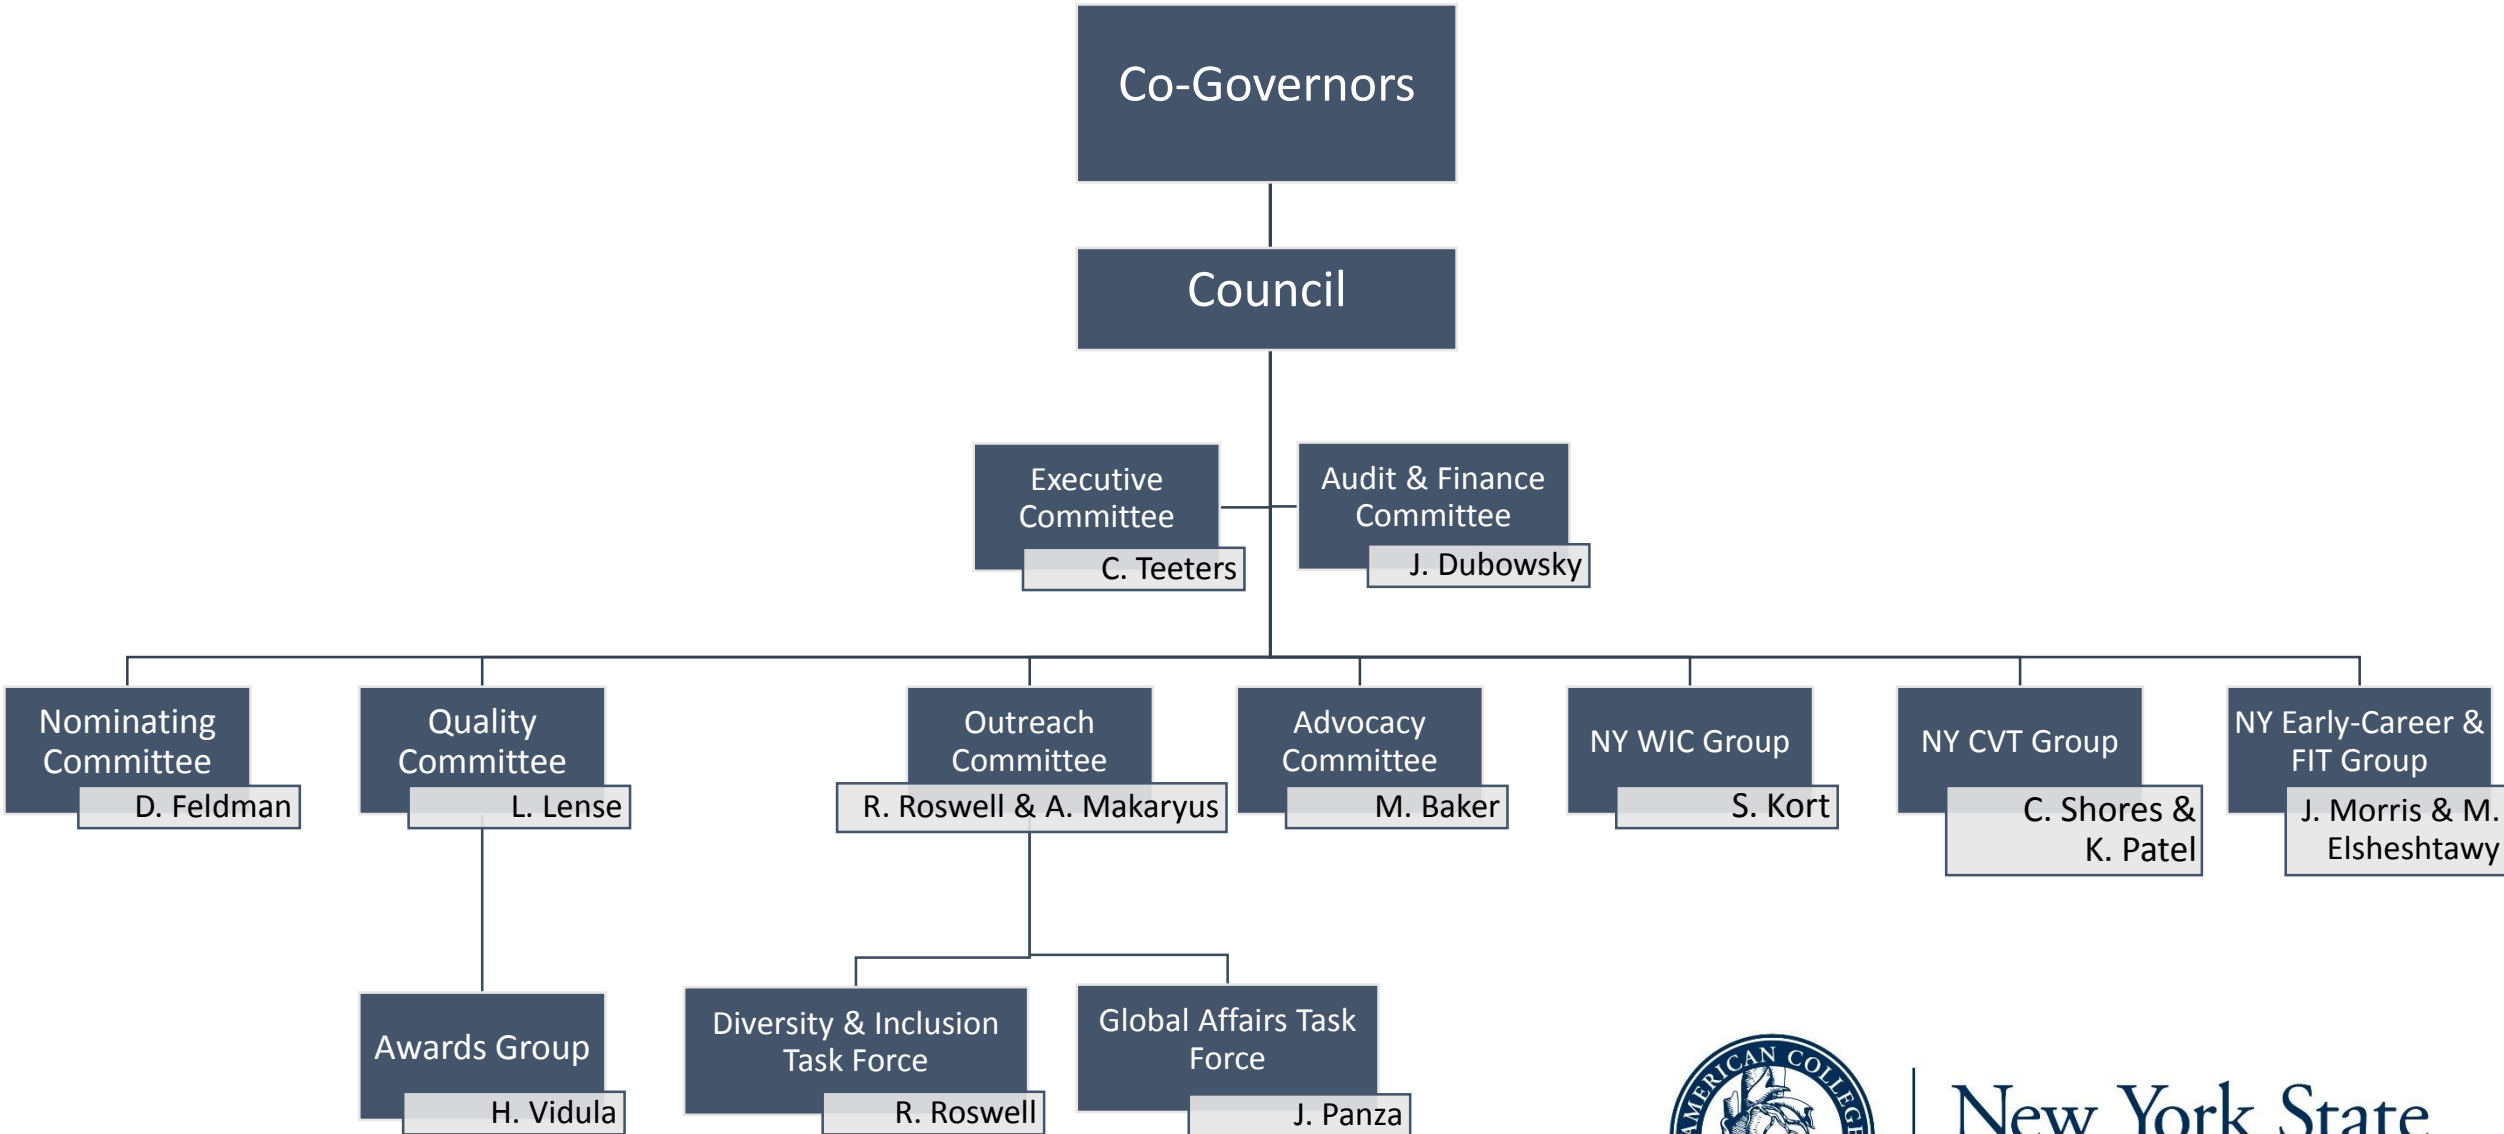 Co-Governors
Council
Executive
Committee
C. Teeters
Audit & Finance
Committee
J. Dubowsky
Nominating
Committee
D. Feldman
Quality
Committee
L. Lense
Outreach
Committee
R. Roswell & A. Makaryus
Advocacy
Committee
M. Baker
NY WIC Group
S. Kort
NY CVT Group
C. Shores &
K. Patel
NY Early-Career &
FIT Group
J. Morris & M.
Elsheshtawy
Awards Group
H. Vidula
Diversity & Inclusion
Task Force
R. Roswell
Global Affairs Task
Force
J. Panza
AMERICAN COLLEGE
New York State